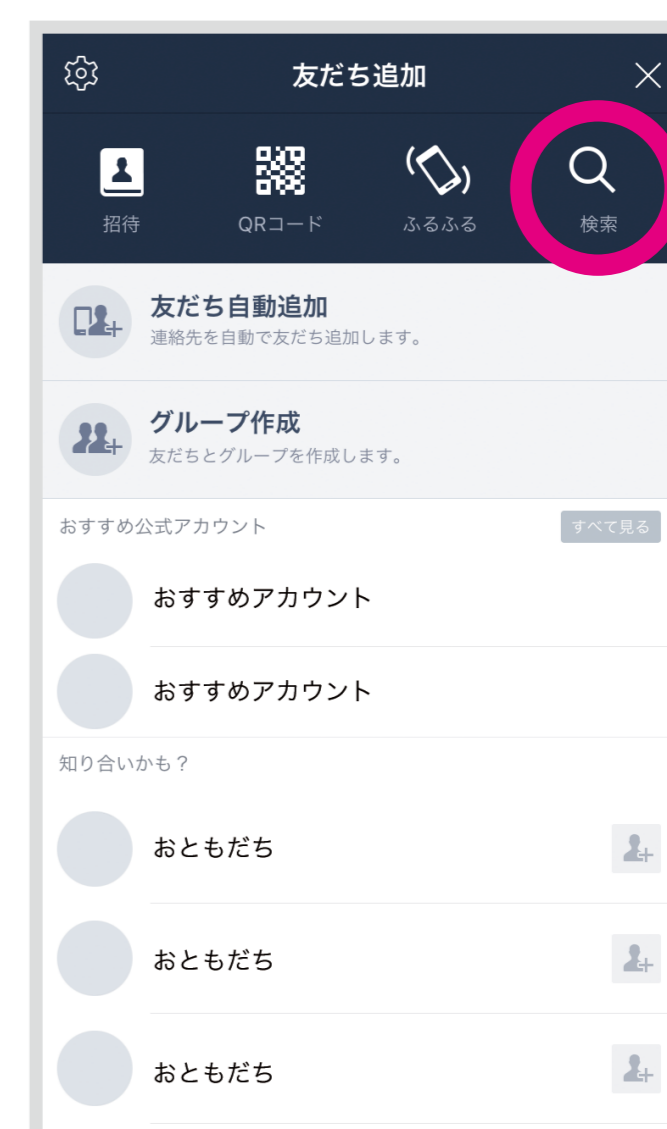 友だち追加
招待
QRコード
ふるふる
検索
友だち自動追加
連絡先を自動で友だち追加します。
グループ作成
友だちとグループを作成します。
おすすめ公式アカウント
すべて見る
おすすめアカウント
おすすめアカウント
知り合いかも？
おともだち
おともだち
おともだち